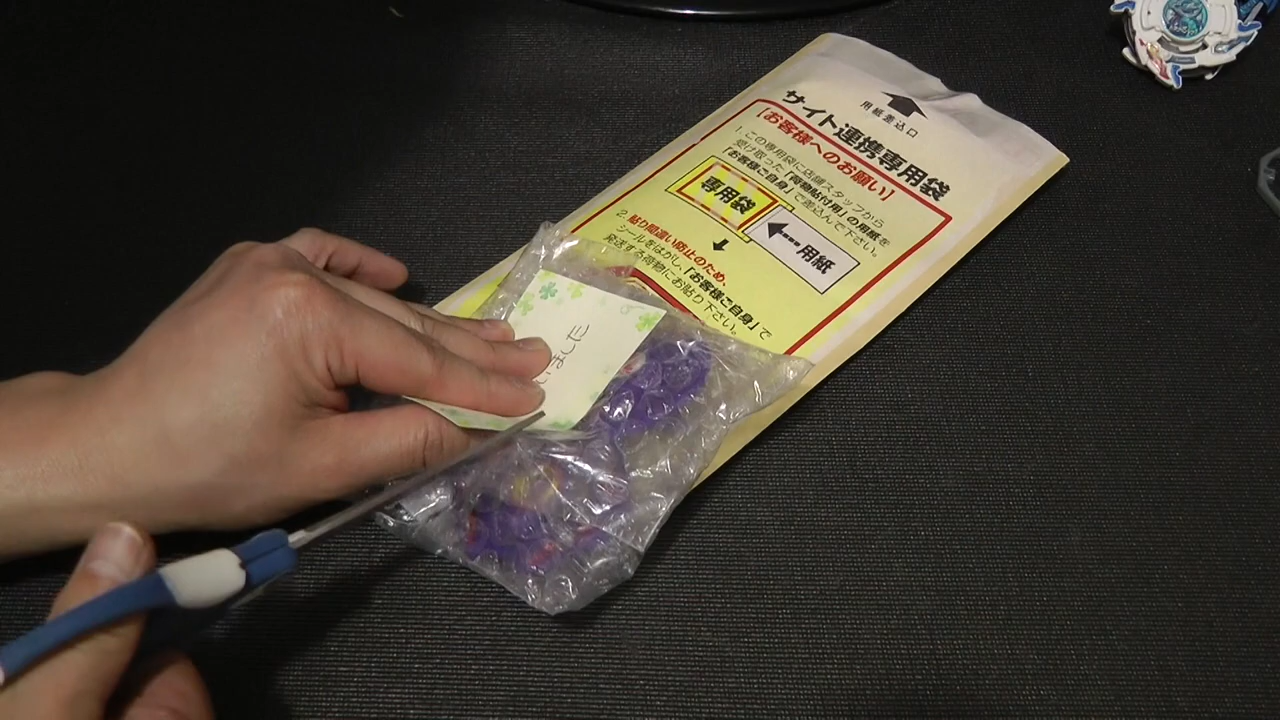 用紙差込口
サイト連携専用袋
【お客様へのお願い】
1. この専用袋に店舗スタッフから
受け取った「荷物貼付用」の用紙を
「お客様ご自身」で差込んで下さい。
専用袋
用紙
2. 貼り間違い防止のため、
シールをはがし、「お客様ご自身」で
発送する荷物にお貼り下さい。
ました